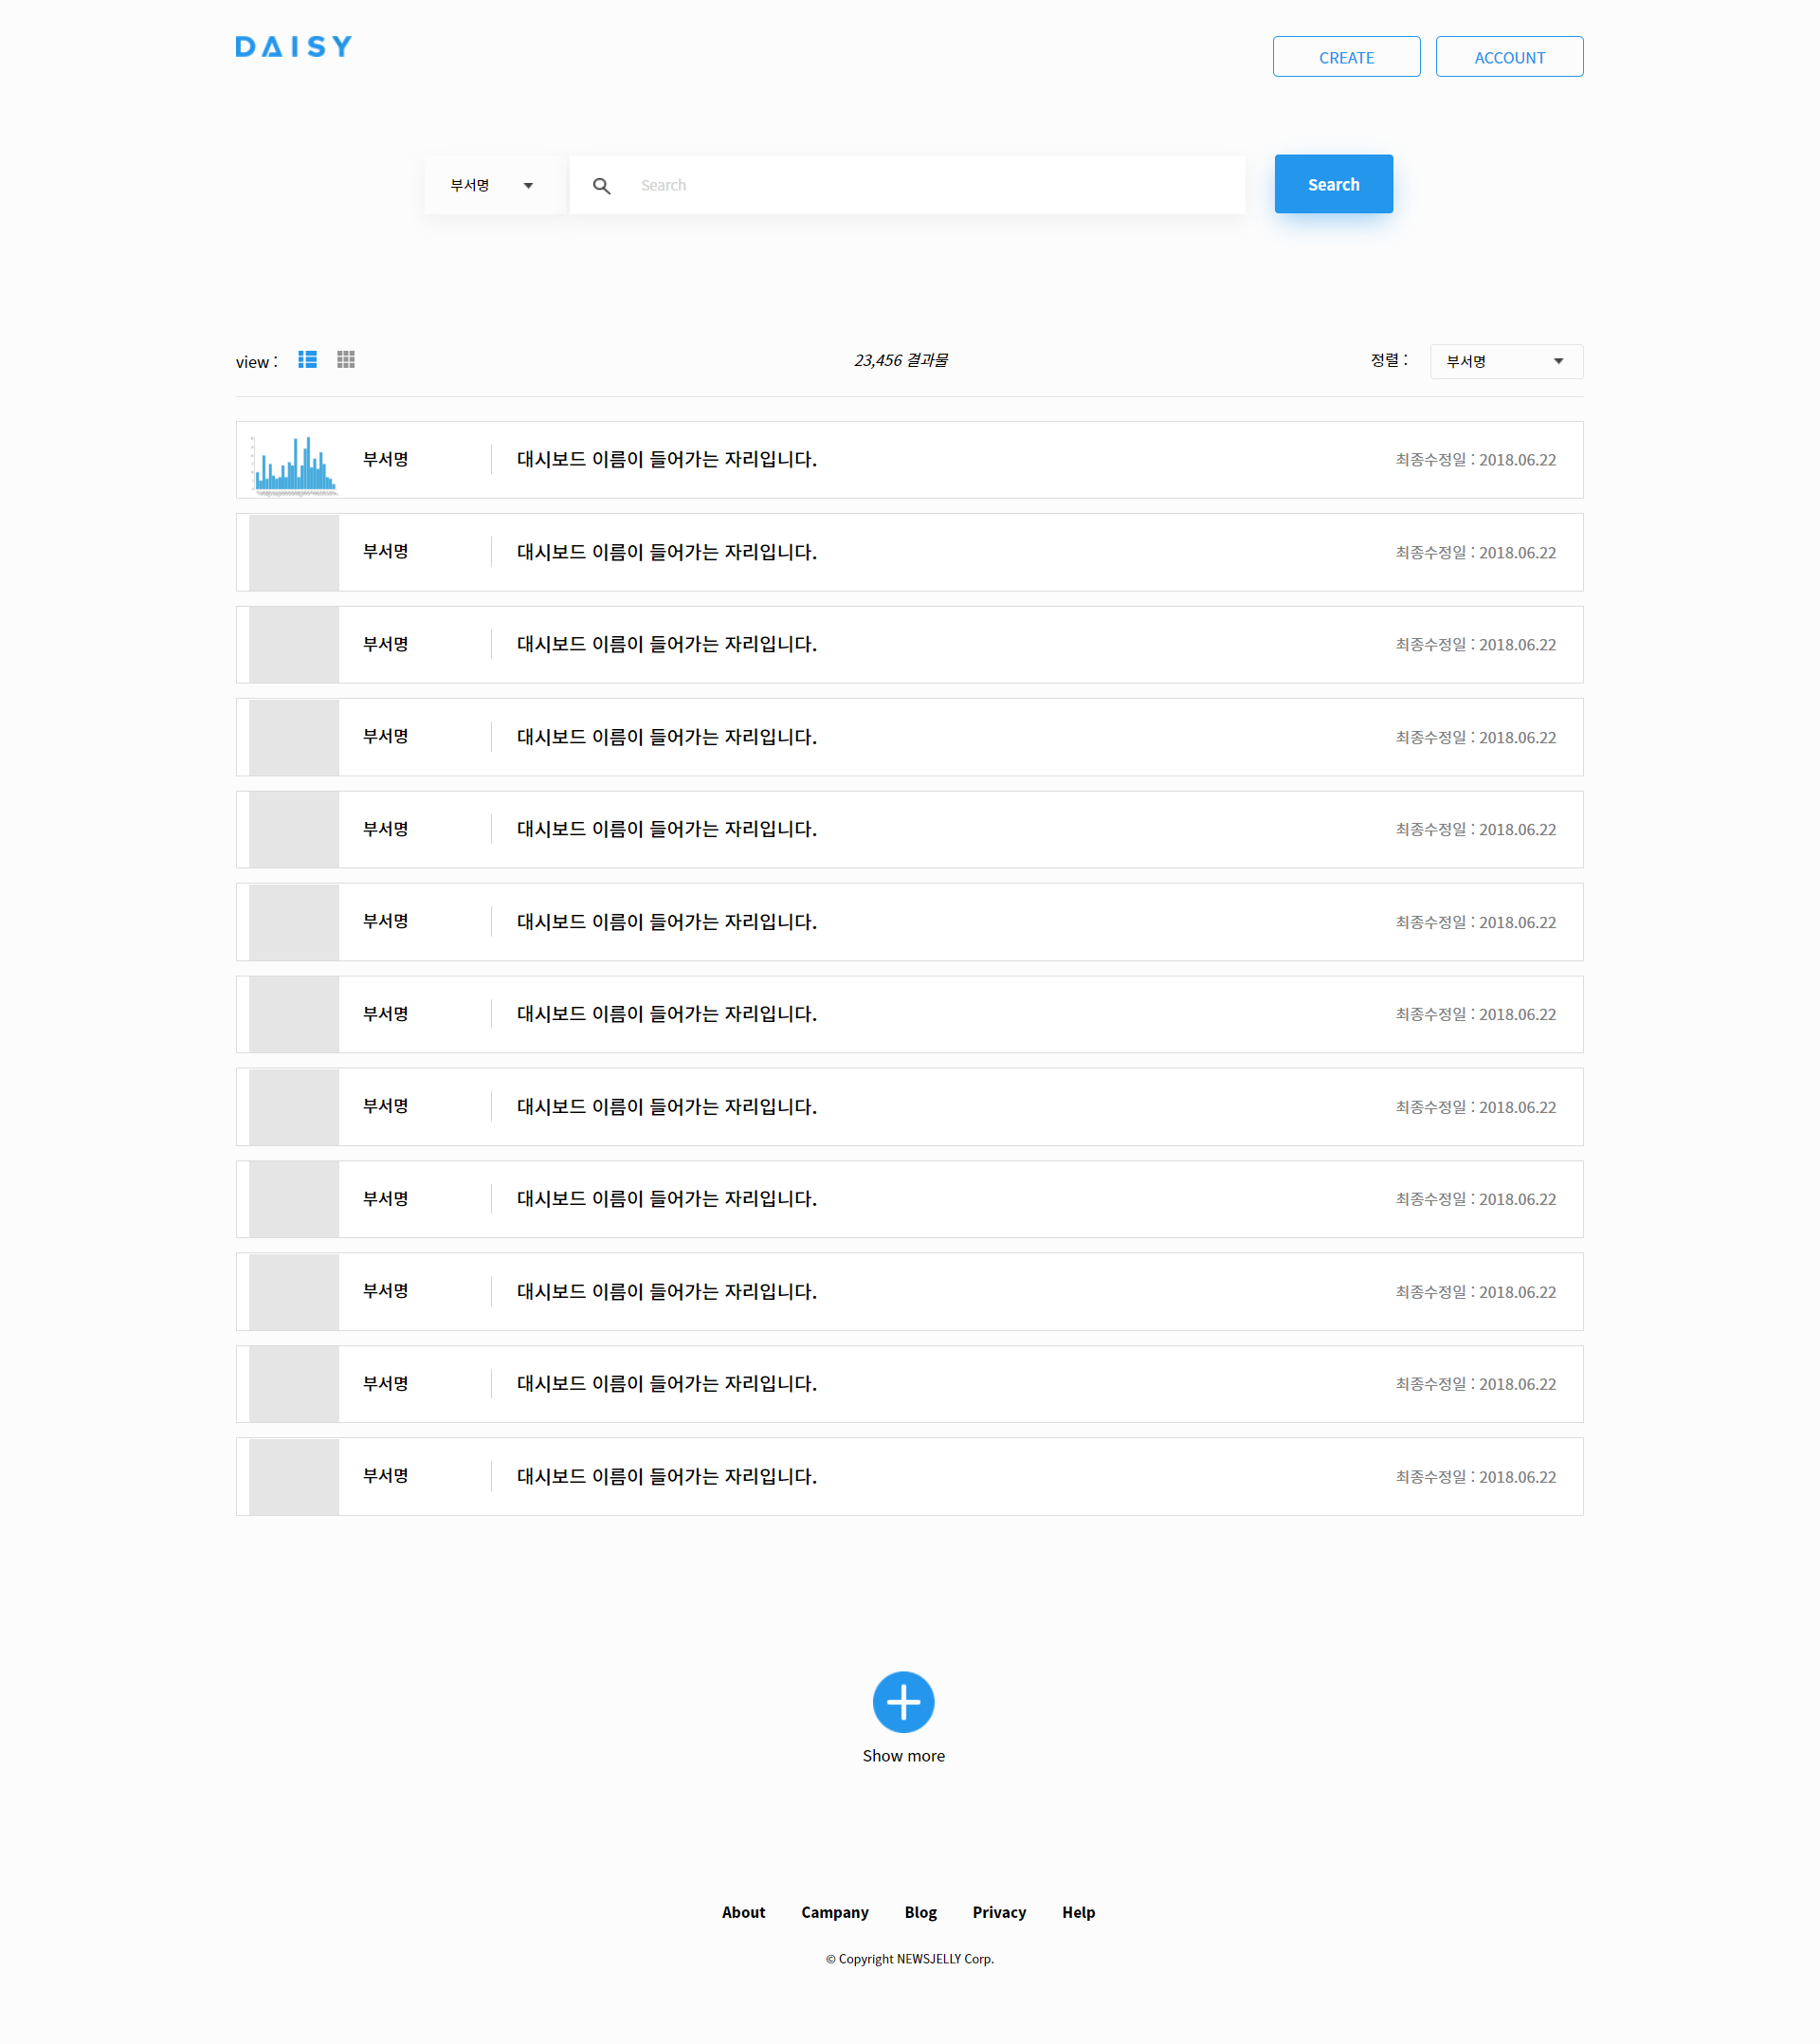 DAISY
CREATE
ACCOUNT
부서명
Search
Search
view :
23,456 결과물
정렬 :
부서명
부서명
대시보드 이름이 들어가는 자리입니다.
최종수정일 : 2018.06.22
부서명
대시보드 이름이 들어가는 자리입니다.
최종수정일 : 2018.06.22
부서명
대시보드 이름이 들어가는 자리입니다.
최종수정일 : 2018.06.22
부서명
대시보드 이름이 들어가는 자리입니다.
최종수정일 : 2018.06.22
부서명
대시보드 이름이 들어가는 자리입니다.
최종수정일 : 2018.06.22
부서명
대시보드 이름이 들어가는 자리입니다.
최종수정일 : 2018.06.22
부서명
대시보드 이름이 들어가는 자리입니다.
최종수정일 : 2018.06.22
부서명
대시보드 이름이 들어가는 자리입니다.
최종수정일 : 2018.06.22
부서명
대시보드 이름이 들어가는 자리입니다.
최종수정일 : 2018.06.22
부서명
대시보드 이름이 들어가는 자리입니다.
최종수정일 : 2018.06.22
부서명
대시보드 이름이 들어가는 자리입니다.
최종수정일 : 2018.06.22
부서명
대시보드 이름이 들어가는 자리입니다.
최종수정일 : 2018.06.22
Show more
About
Campany
Blog
Privacy
Help
© Copyright NEWSJELLY Corp.